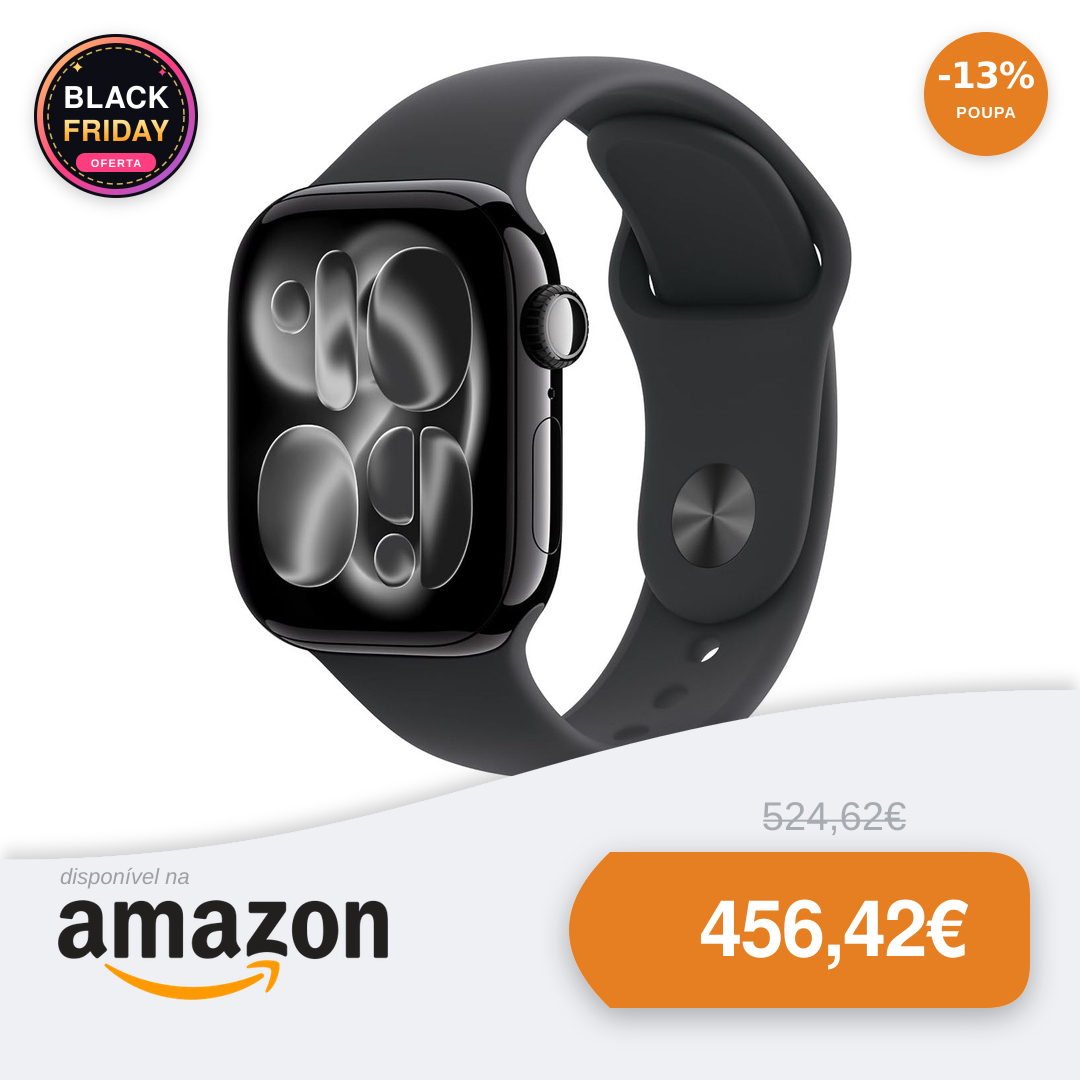 BLACK
FRIDAY
OFERTA
-13%
POUPA
524,62€
disponível na
amazon
456,42€